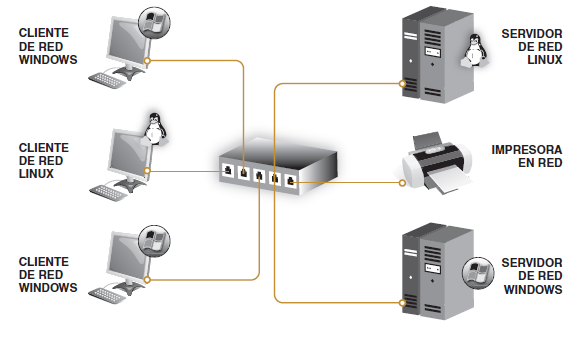 CLIENTE
DE RED
WINDOWS
SERVIDOR
DE RED
LINUX
CLIENTE
DE RED
LINUX
IMPRESORA
EN RED
CLIENTE
DE RED
WINDOWS
SERVIDOR
DE RED
WINDOWS